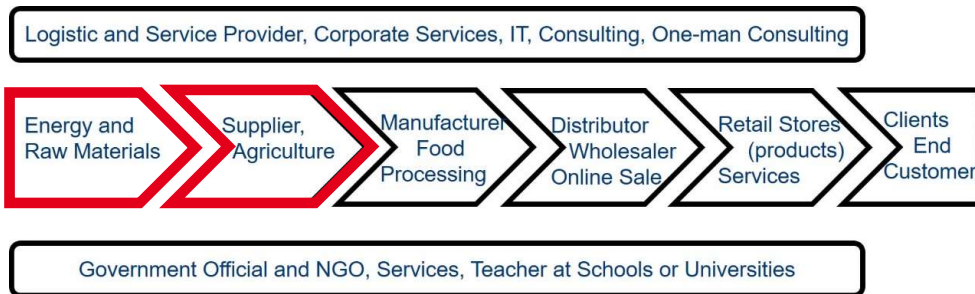 Logistic and Service Provider, Corporate Services, IT, Consulting, One-man Consulting
Energy and
Raw Materials
Supplier,
Agriculture
Manufacturer
Food
Processing
Distributor
Wholesaler
Online Sale
Retail Stores
(products)
Services
Clients
End
Customer
Government Official and NGO, Services, Teacher at Schools or Universities